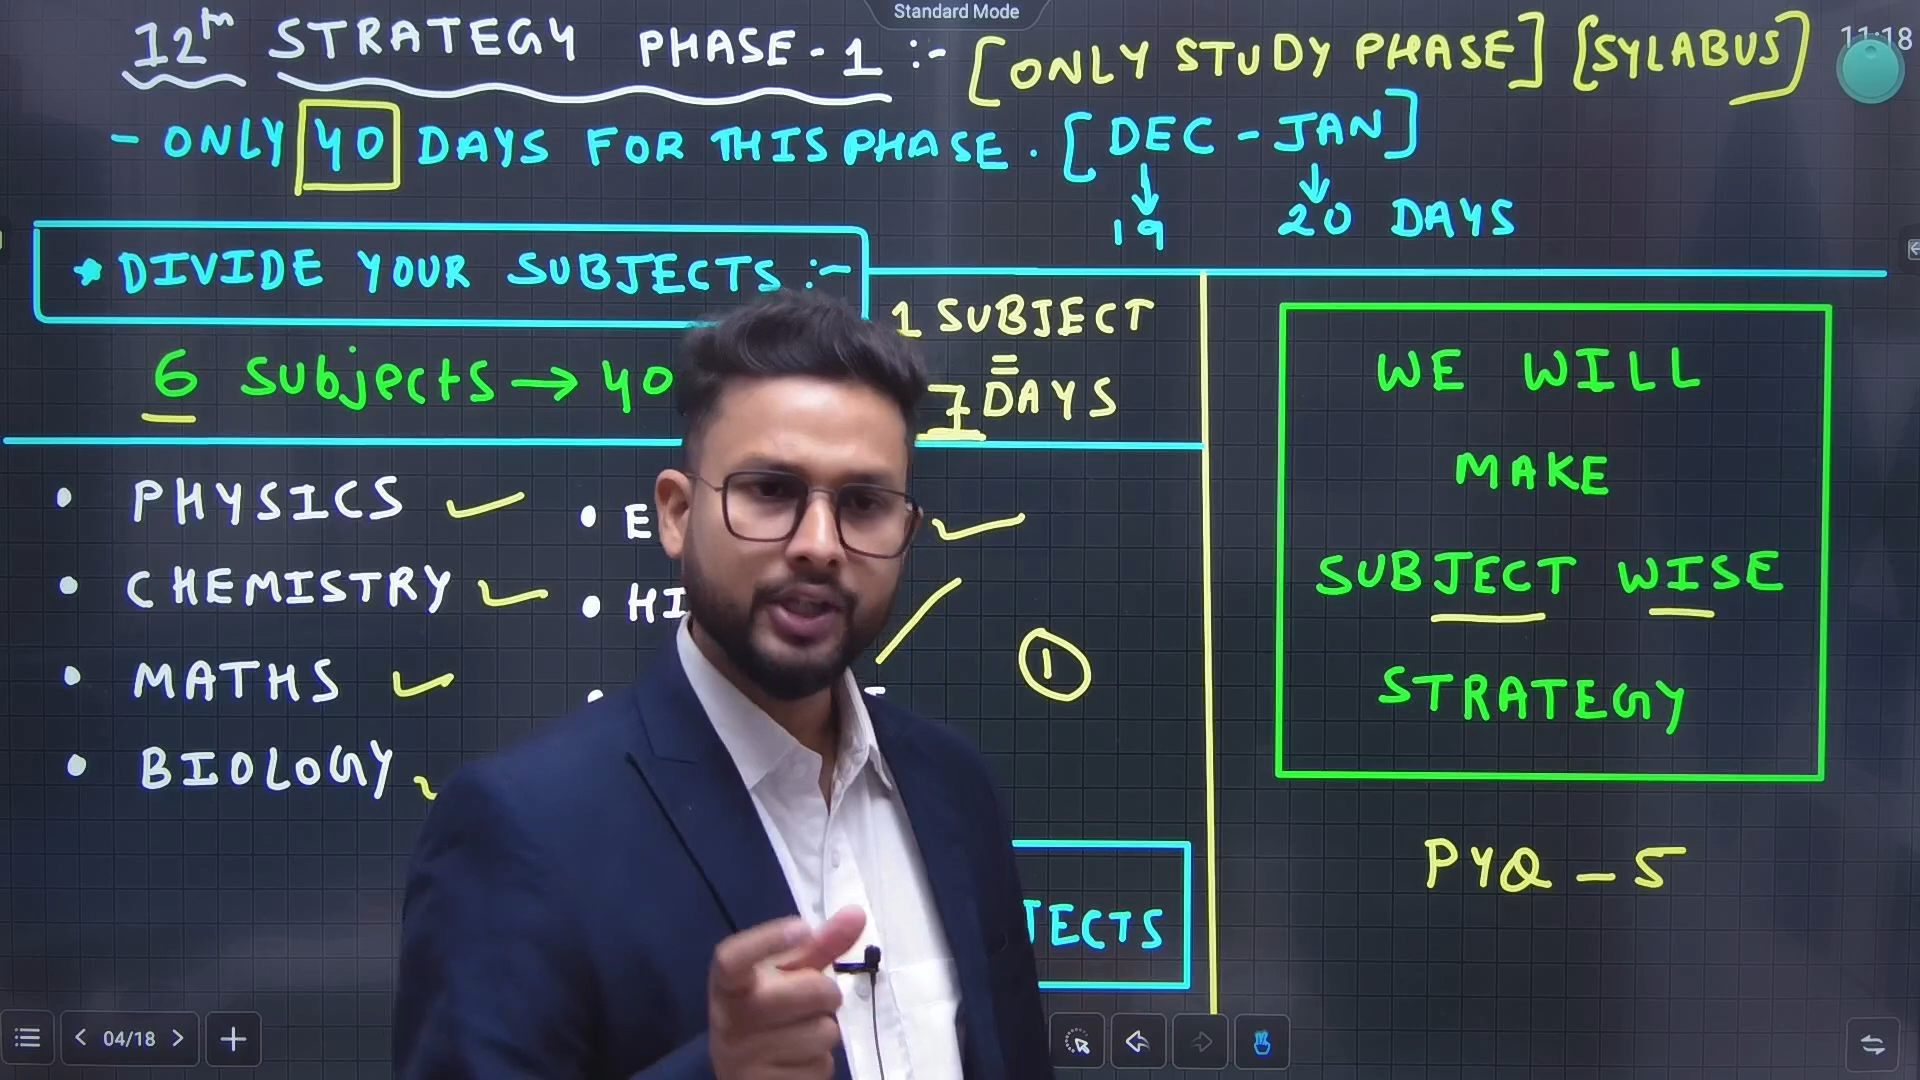 Standard Mode
11:18
12th STRATEGY PHASE-1 :- [ONLY STUDY PHASE] [SYLABUS]
- ONLY 40 DAYS FOR THIS PHASE. [DEC - JAN]
19 20 DAYS
* DIVIDE YOUR SUBJECTS :-
6 Subjects → 40
1 SUBJECT
=
7 DAYS
• PHYSICS
• CHEMISTRY
• MATHS
• BIOLOGY
1
WE WILL
MAKE
SUBJECT WISE
STRATEGY
PYQ - 5
04/18